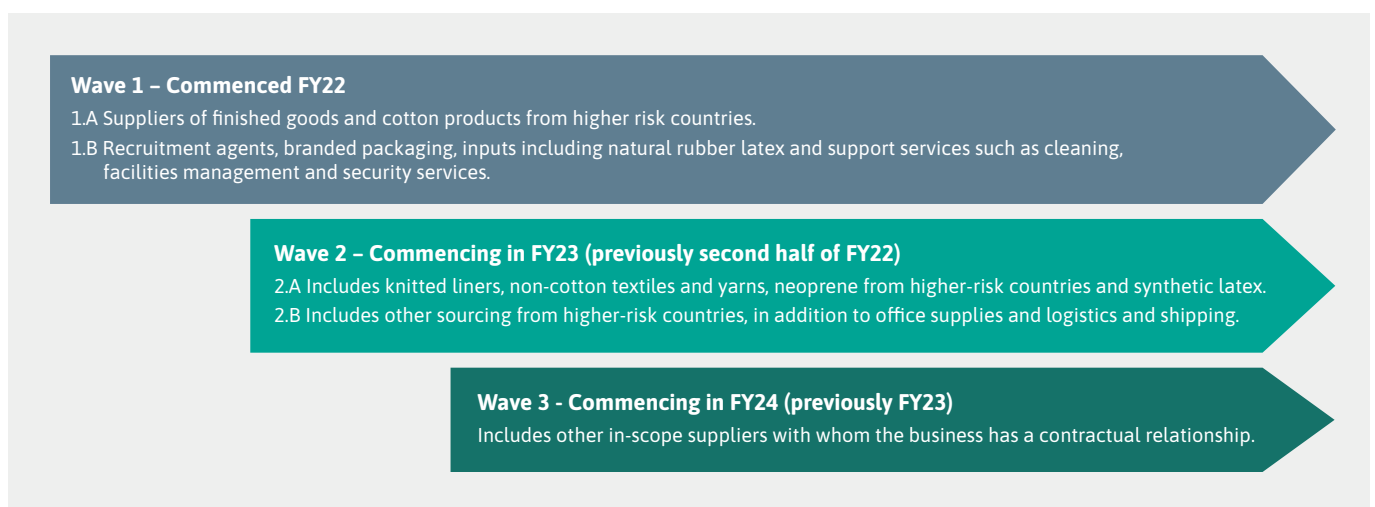 Wave 1 – Commenced FY22
1.A Suppliers of finished goods and cotton products from higher risk countries.
1.B Recruitment agents, branded packaging, inputs including natural rubber latex and support services such as cleaning,
facilities management and security services.
Wave 2 – Commencing in FY23 (previously second half of FY22)
2.A Includes knitted liners, non-cotton textiles and yarns, neoprene from higher-risk countries and synthetic latex.
2.B Includes other sourcing from higher-risk countries, in addition to office supplies and logistics and shipping.
Wave 3 - Commencing in FY24 (previously FY23)
Includes other in-scope suppliers with whom the business has a contractual relationship.